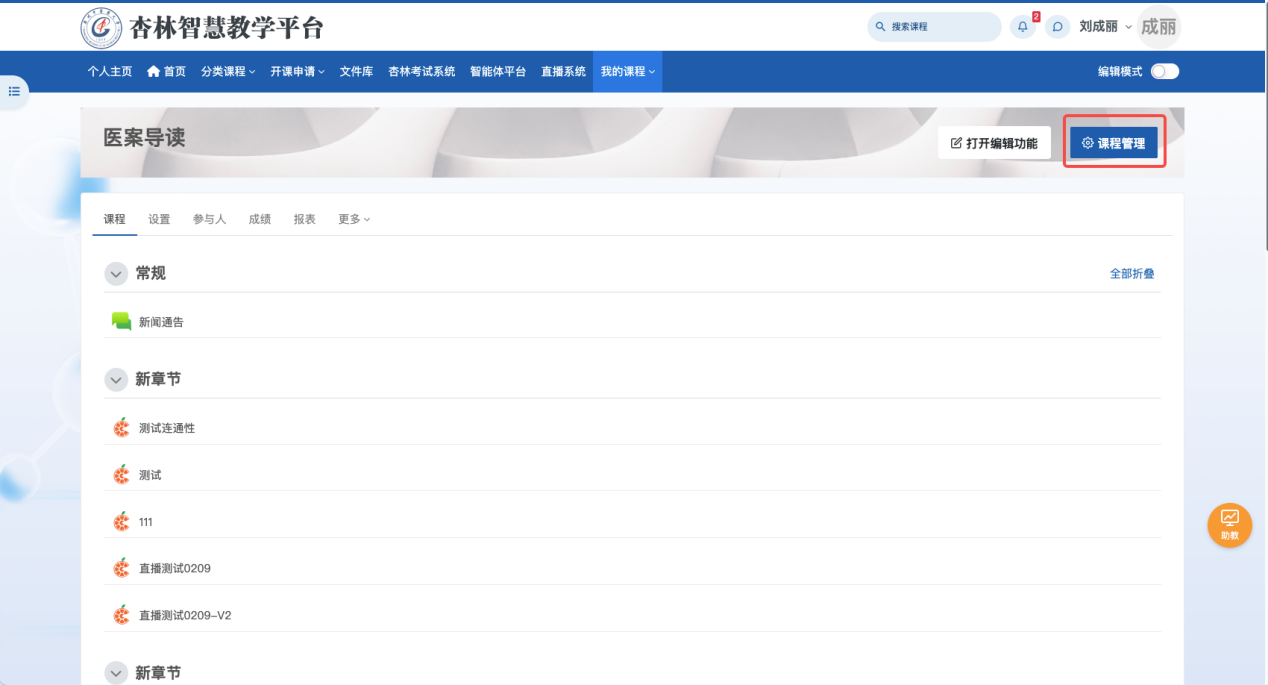 杏林智慧教学平台
搜索课程
2
刘成丽
成丽
个人主页 首页 分类课程 开课申请 文件库 杏林考试系统 智能体平台 直播系统 我的课程 编辑模式
医案导读
打开编辑功能
课程管理
课程 设置 参与人 成绩 报表 更多
常规
全部折叠
新闻通告
新章节
测试连通性
测试
111
直播测试0209
直播测试0209-V2
助教
新章节